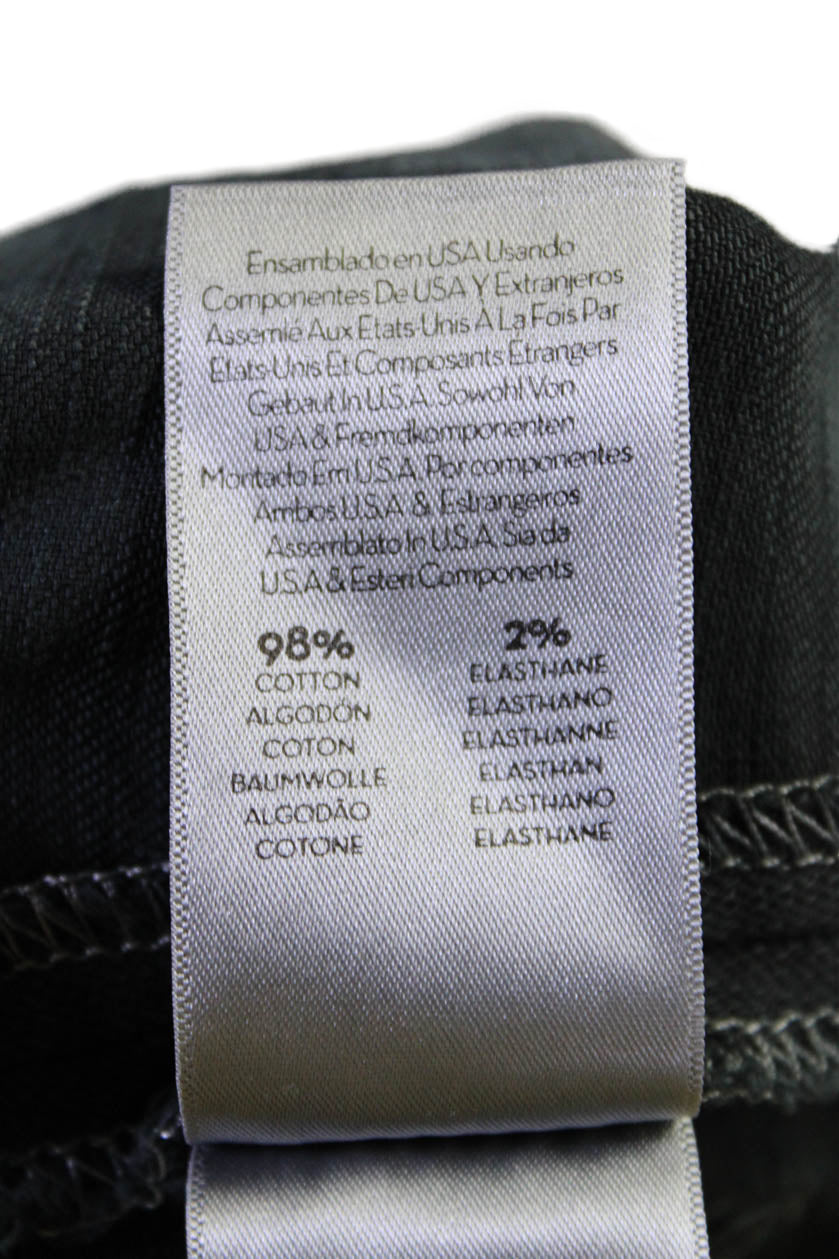 Ensamblado en USA Usando
Componentes De USA Y Extranjeros
Assemlé Aux Etats-Unis À La Fois Par
Etats-Unis Et Composants Etrangers
Gebaut In U.S.A. Sowohl Von
USA & Fremdkomponenten
Montado Em U.S.A. Por componentes
Ambos U.S.A & Estrangeros
Assemblato In U.S.A. Sia da
U.S.A & Esteri Components
98% 2%
COTTON ELASTHANE
ALGODÓN ELASTHANO
COTON ELASTHANNE
BAUMWOLLE ELASTHAN
ALGODÃO ELASTHANO
COTONE ELASTHANE